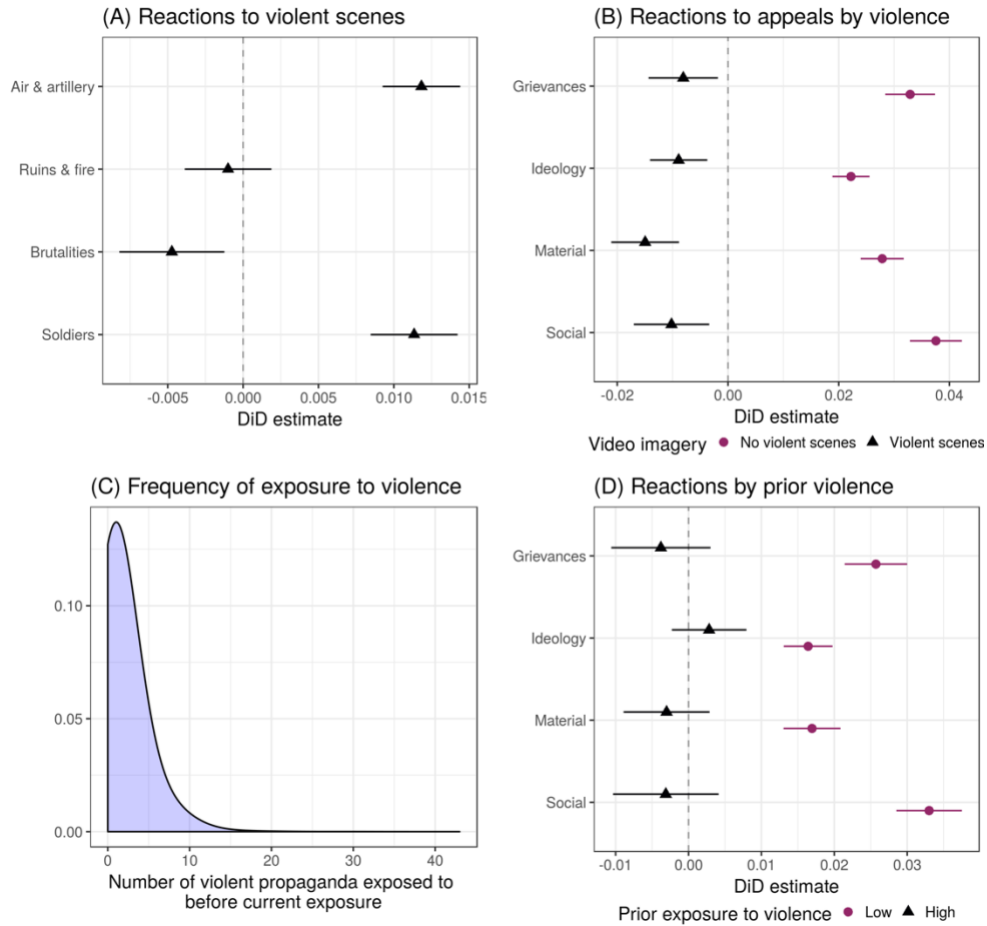 (A) Reactions to violent scenes
Air & artillery
Ruins & fire
Brutalities
Soldiers
-0.005 0.000 0.005 0.010 0.015
DiD estimate
(B) Reactions to appeals by violence
Grievances
Ideology
Material
Social
-0.02 0.00 0.02 0.04
DiD estimate
Video imagery No violent scenes Violent scenes
(C) Frequency of exposure to violence
0.10
0.05
0.00
0 10 20 30 40
Number of violent propaganda exposed to
before current exposure
(D) Reactions by prior violence
Grievances
Ideology
Material
Social
-0.01 0.00 0.01 0.02 0.03
DiD estimate
Prior exposure to violence Low High